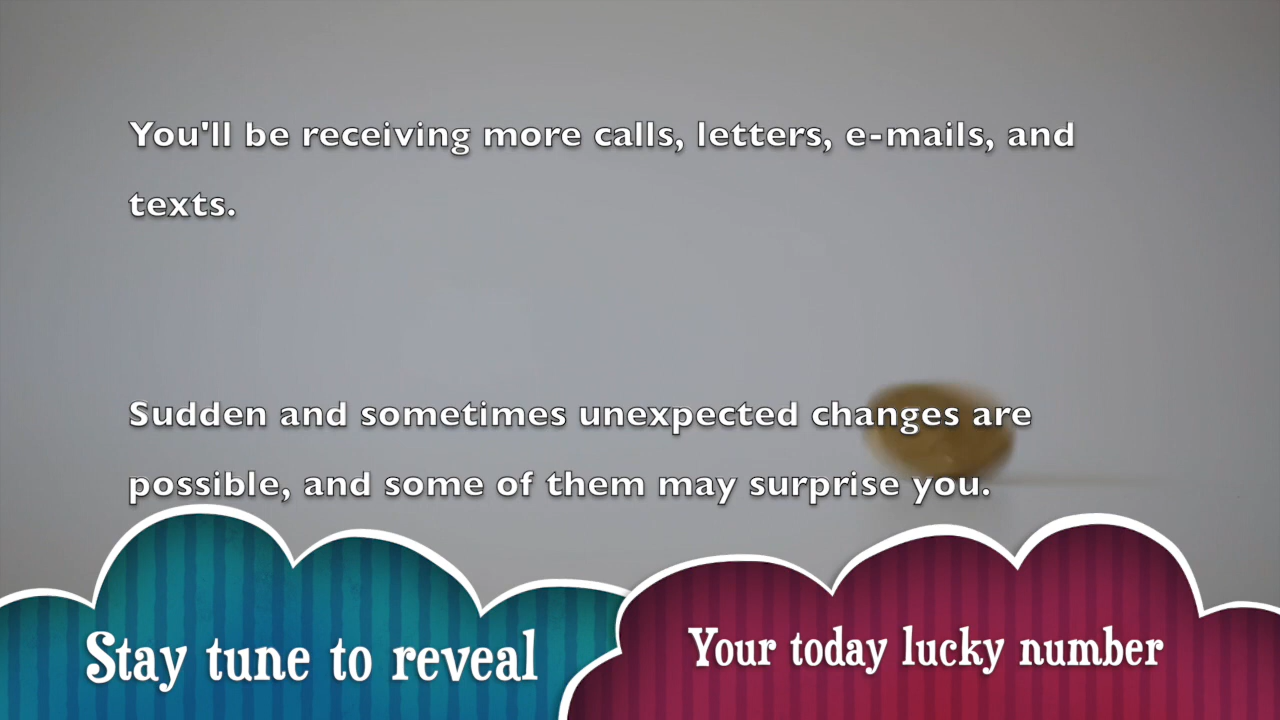 You'll be receiving more calls, letters, e-mails, and
texts.
Sudden and sometimes unexpected changes are
possible, and some of them may surprise you.
Stay tune to reveal
Your today lucky number